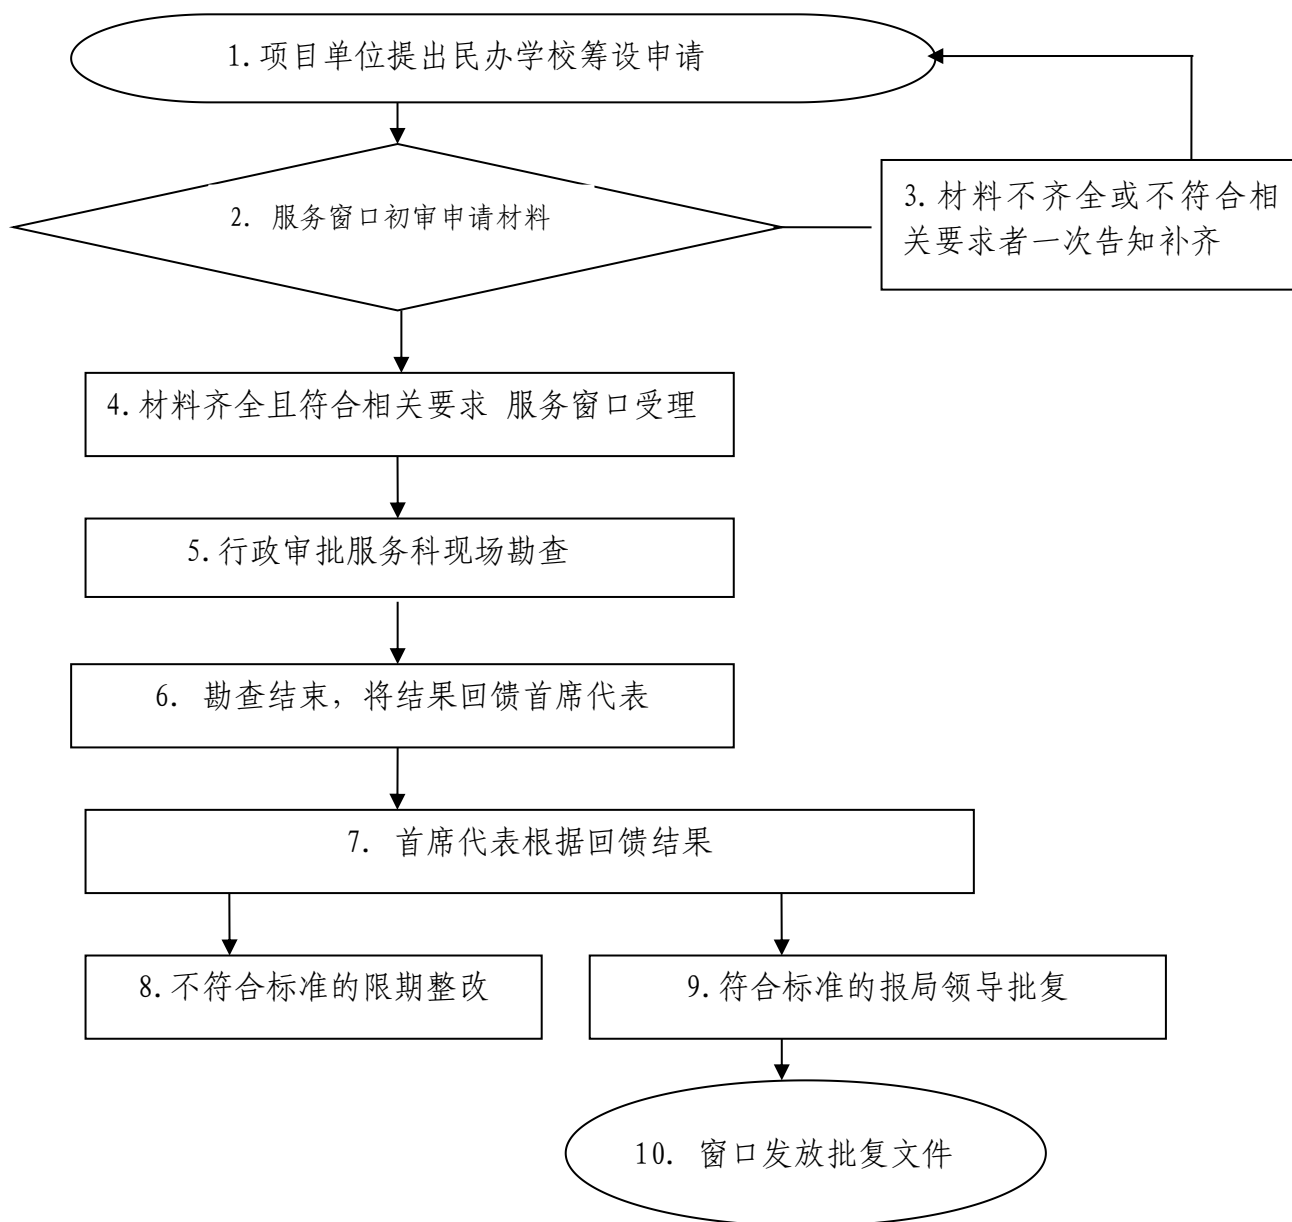 1.项目单位提出民办学校筹设申请
2. 服务窗口初审申请材料
3.材料不齐全或不符合相
关要求者一次告知补齐
4.材料齐全且符合相关要求 服务窗口受理
5.行政审批服务科现场勘查
6. 勘查结束，将结果回馈首席代表
7. 首席代表根据回馈结果
8.不符合标准的限期整改
9.符合标准的报局领导批复
10. 窗口发放批复文件